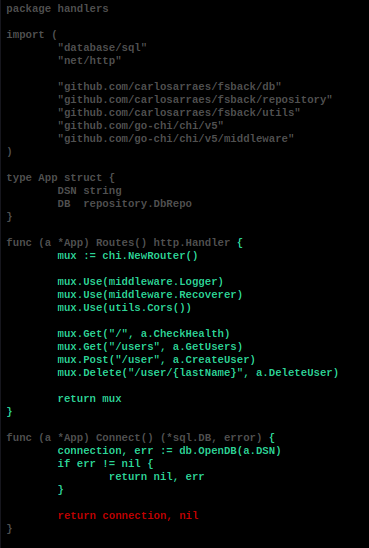 package handlers

import (
	"database/sql"
	"net/http"

	"github.com/carlosarraes/fsback/db"
	"github.com/carlosarraes/fsback/repository"
	"github.com/carlosarraes/fsback/utils"
	"github.com/go-chi/chi/v5"
	"github.com/go-chi/chi/v5/middleware"
)

type App struct {
	DSN string
	DB  repository.DbRepo
}

func (a *App) Routes() http.Handler {
	mux := chi.NewRouter()

	mux.Use(middleware.Logger)
	mux.Use(middleware.Recoverer)
	mux.Use(utils.Cors())

	mux.Get("/", a.CheckHealth)
	mux.Get("/users", a.GetUsers)
	mux.Post("/user", a.CreateUser)
	mux.Delete("/user/{lastName}", a.DeleteUser)

	return mux
}

func (a *App) Connect() (*sql.DB, error) {
	connection, err := db.OpenDB(a.DSN)
	if err != nil {
		return nil, err
	}

	return connection, nil
}